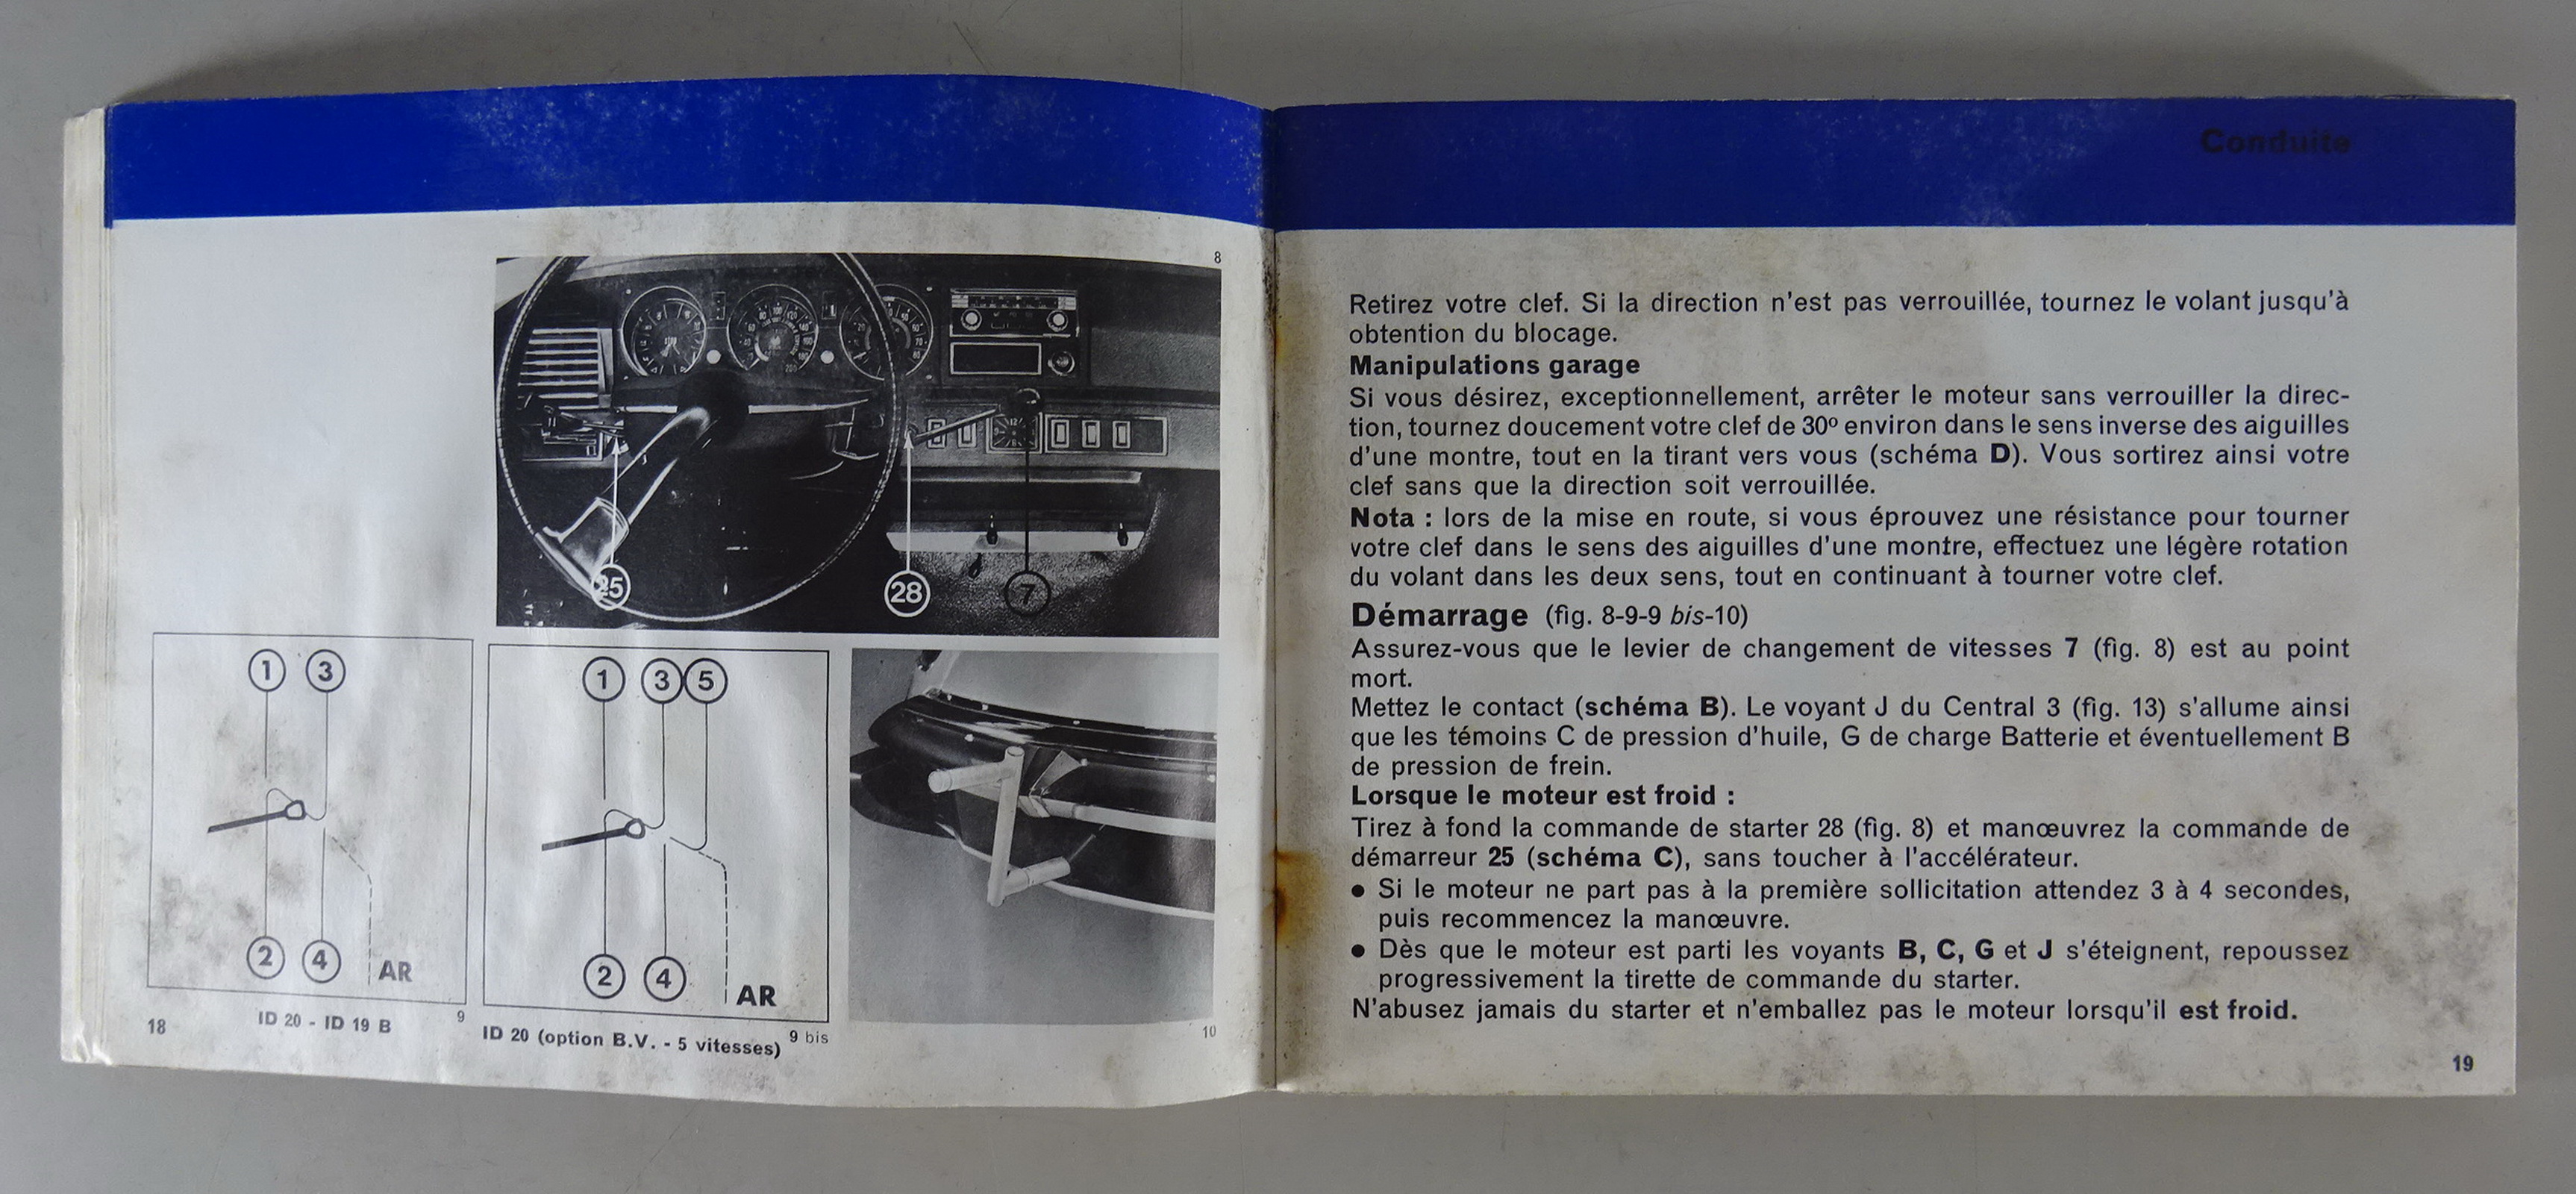 8
25
28
7
1 3
2 4
AR
ID 20 - ID 19 B
9
1 3 5
2 4
AR
ID 20 (option B.V. - 5 vitesses)
9 bis
10
18
Conduite
Retirez votre clef. Si la direction n'est pas verrouillée, tournez le volant jusqu'à
obtention du blocage.
Manipulations garage
Si vous désirez, exceptionnellement, arrêter le moteur sans verrouiller la direc-
tion, tournez doucement votre clef de 30º environ dans le sens inverse des aiguilles
d'une montre, tout en la tirant vers vous (schéma D). Vous sortirez ainsi votre
clef sans que la direction soit verrouillée.
Nota : lors de la mise en route, si vous éprouvez une résistance pour tourner
votre clef dans le sens des aiguilles d'une montre, effectuez une légère rotation
du volant dans les deux sens, tout en continuant à tourner votre clef.
Démarrage (fig. 8-9-9 bis-10)
Assurez-vous que le levier de changement de vitesses 7 (fig. 8) est au point
mort.
Mettez le contact (schéma B). Le voyant J du Central 3 (fig. 13) s'allume ainsi
que les témoins C de pression d'huile, G de charge Batterie et éventuellement B
de pression de frein.
Lorsque le moteur est froid :
Tirez à fond la commande de starter 28 (fig. 8) et manœuvrez la commande de
démarreur 25 (schéma C), sans toucher à l'accélérateur.
● Si le moteur ne part pas à la première sollicitation attendez 3 à 4 secondes,
puis recommencez la manœuvre.
● Dès que le moteur est parti les voyants B, C, G et J s'éteignent, repoussez
progressivement la tirette de commande du starter.
N'abusez jamais du starter et n'emballez pas le moteur lorsqu'il est froid.
19